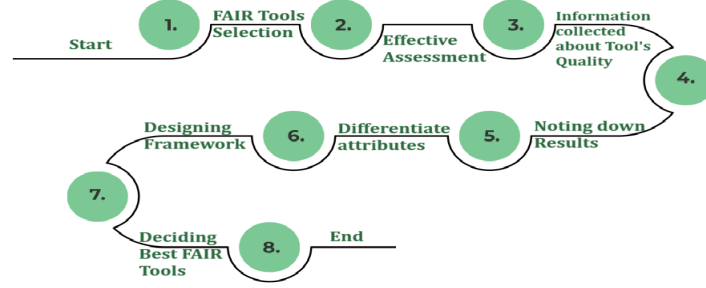 Start
1.
FAIR Tools
Selection
2.
Effective
Assessment
3.
Information
collected
about Tool's
Quality
4.
Noting down
Results
5.
Differentiate
attributes
6.
Designing
Framework
7.
Deciding
Best FAIR
Tools
8.
End